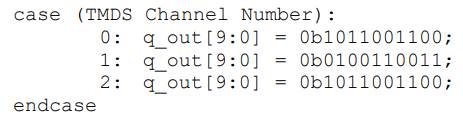 case (TMDS Channel Number):
0: q_out[9:0] = 0b1011001100;
1: q_out[9:0] = 0b0100110011;
2: q_out[9:0] = 0b1011001100;
endcase